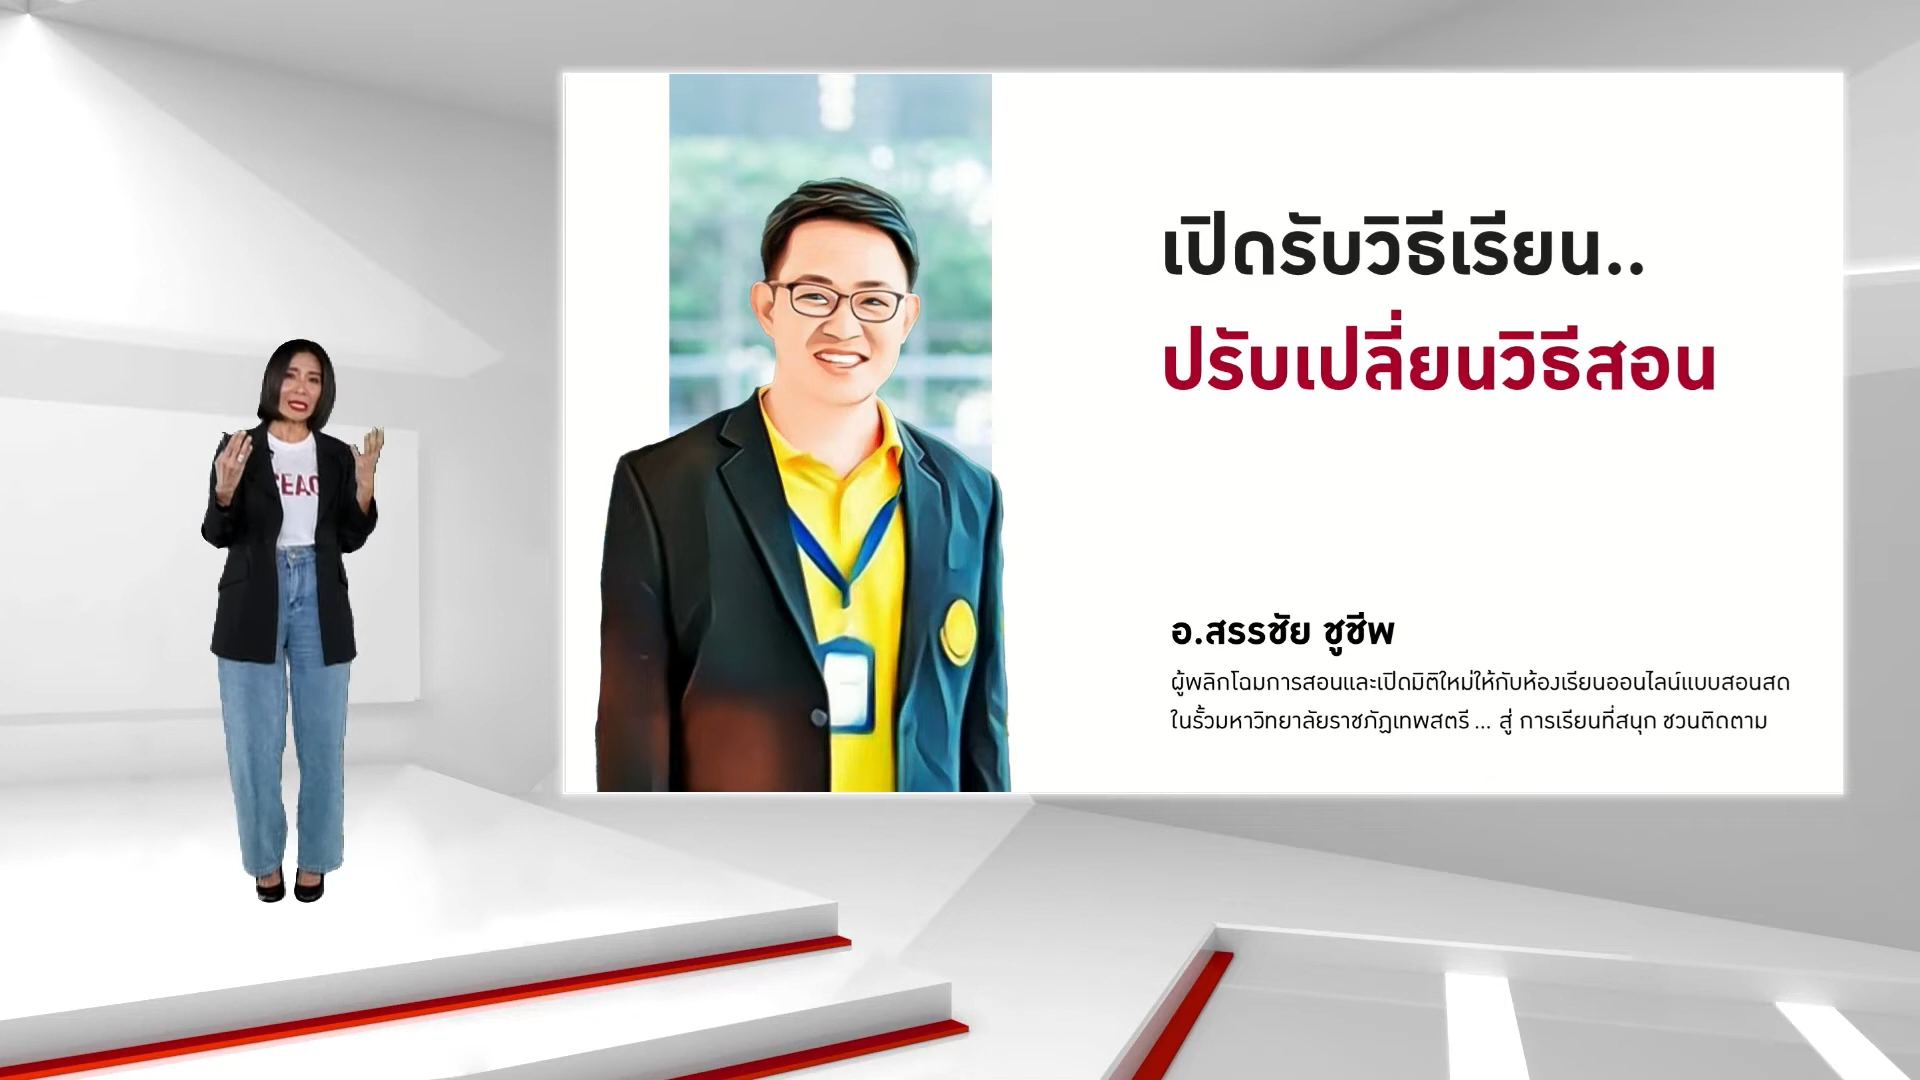 เปิดรับวิธีเรียน..
ปรับเปลี่ยนวิธีสอน
อ.สรรชัย ชูชีพ
ผู้พลิกโฉมการสอนและเปิดมิติใหม่ให้กับห้องเรียนออนไลน์แบบสอนสด
ในรั้วมหาวิทยาลัยราชภัฏเทพสตรี ... สู่ การเรียนที่สนุก ชวนติดตาม